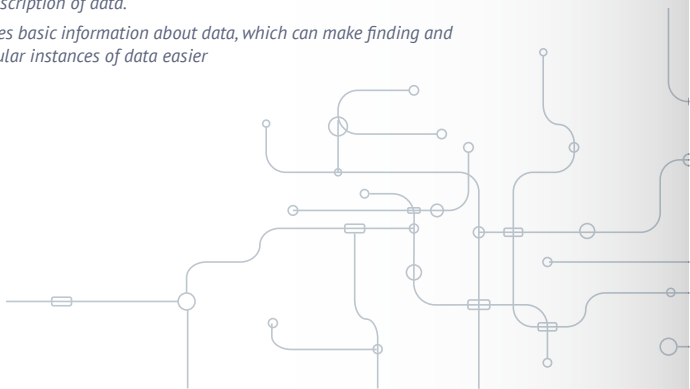 scription of data.
es basic information about data, which can make finding and
ular instances of data easier